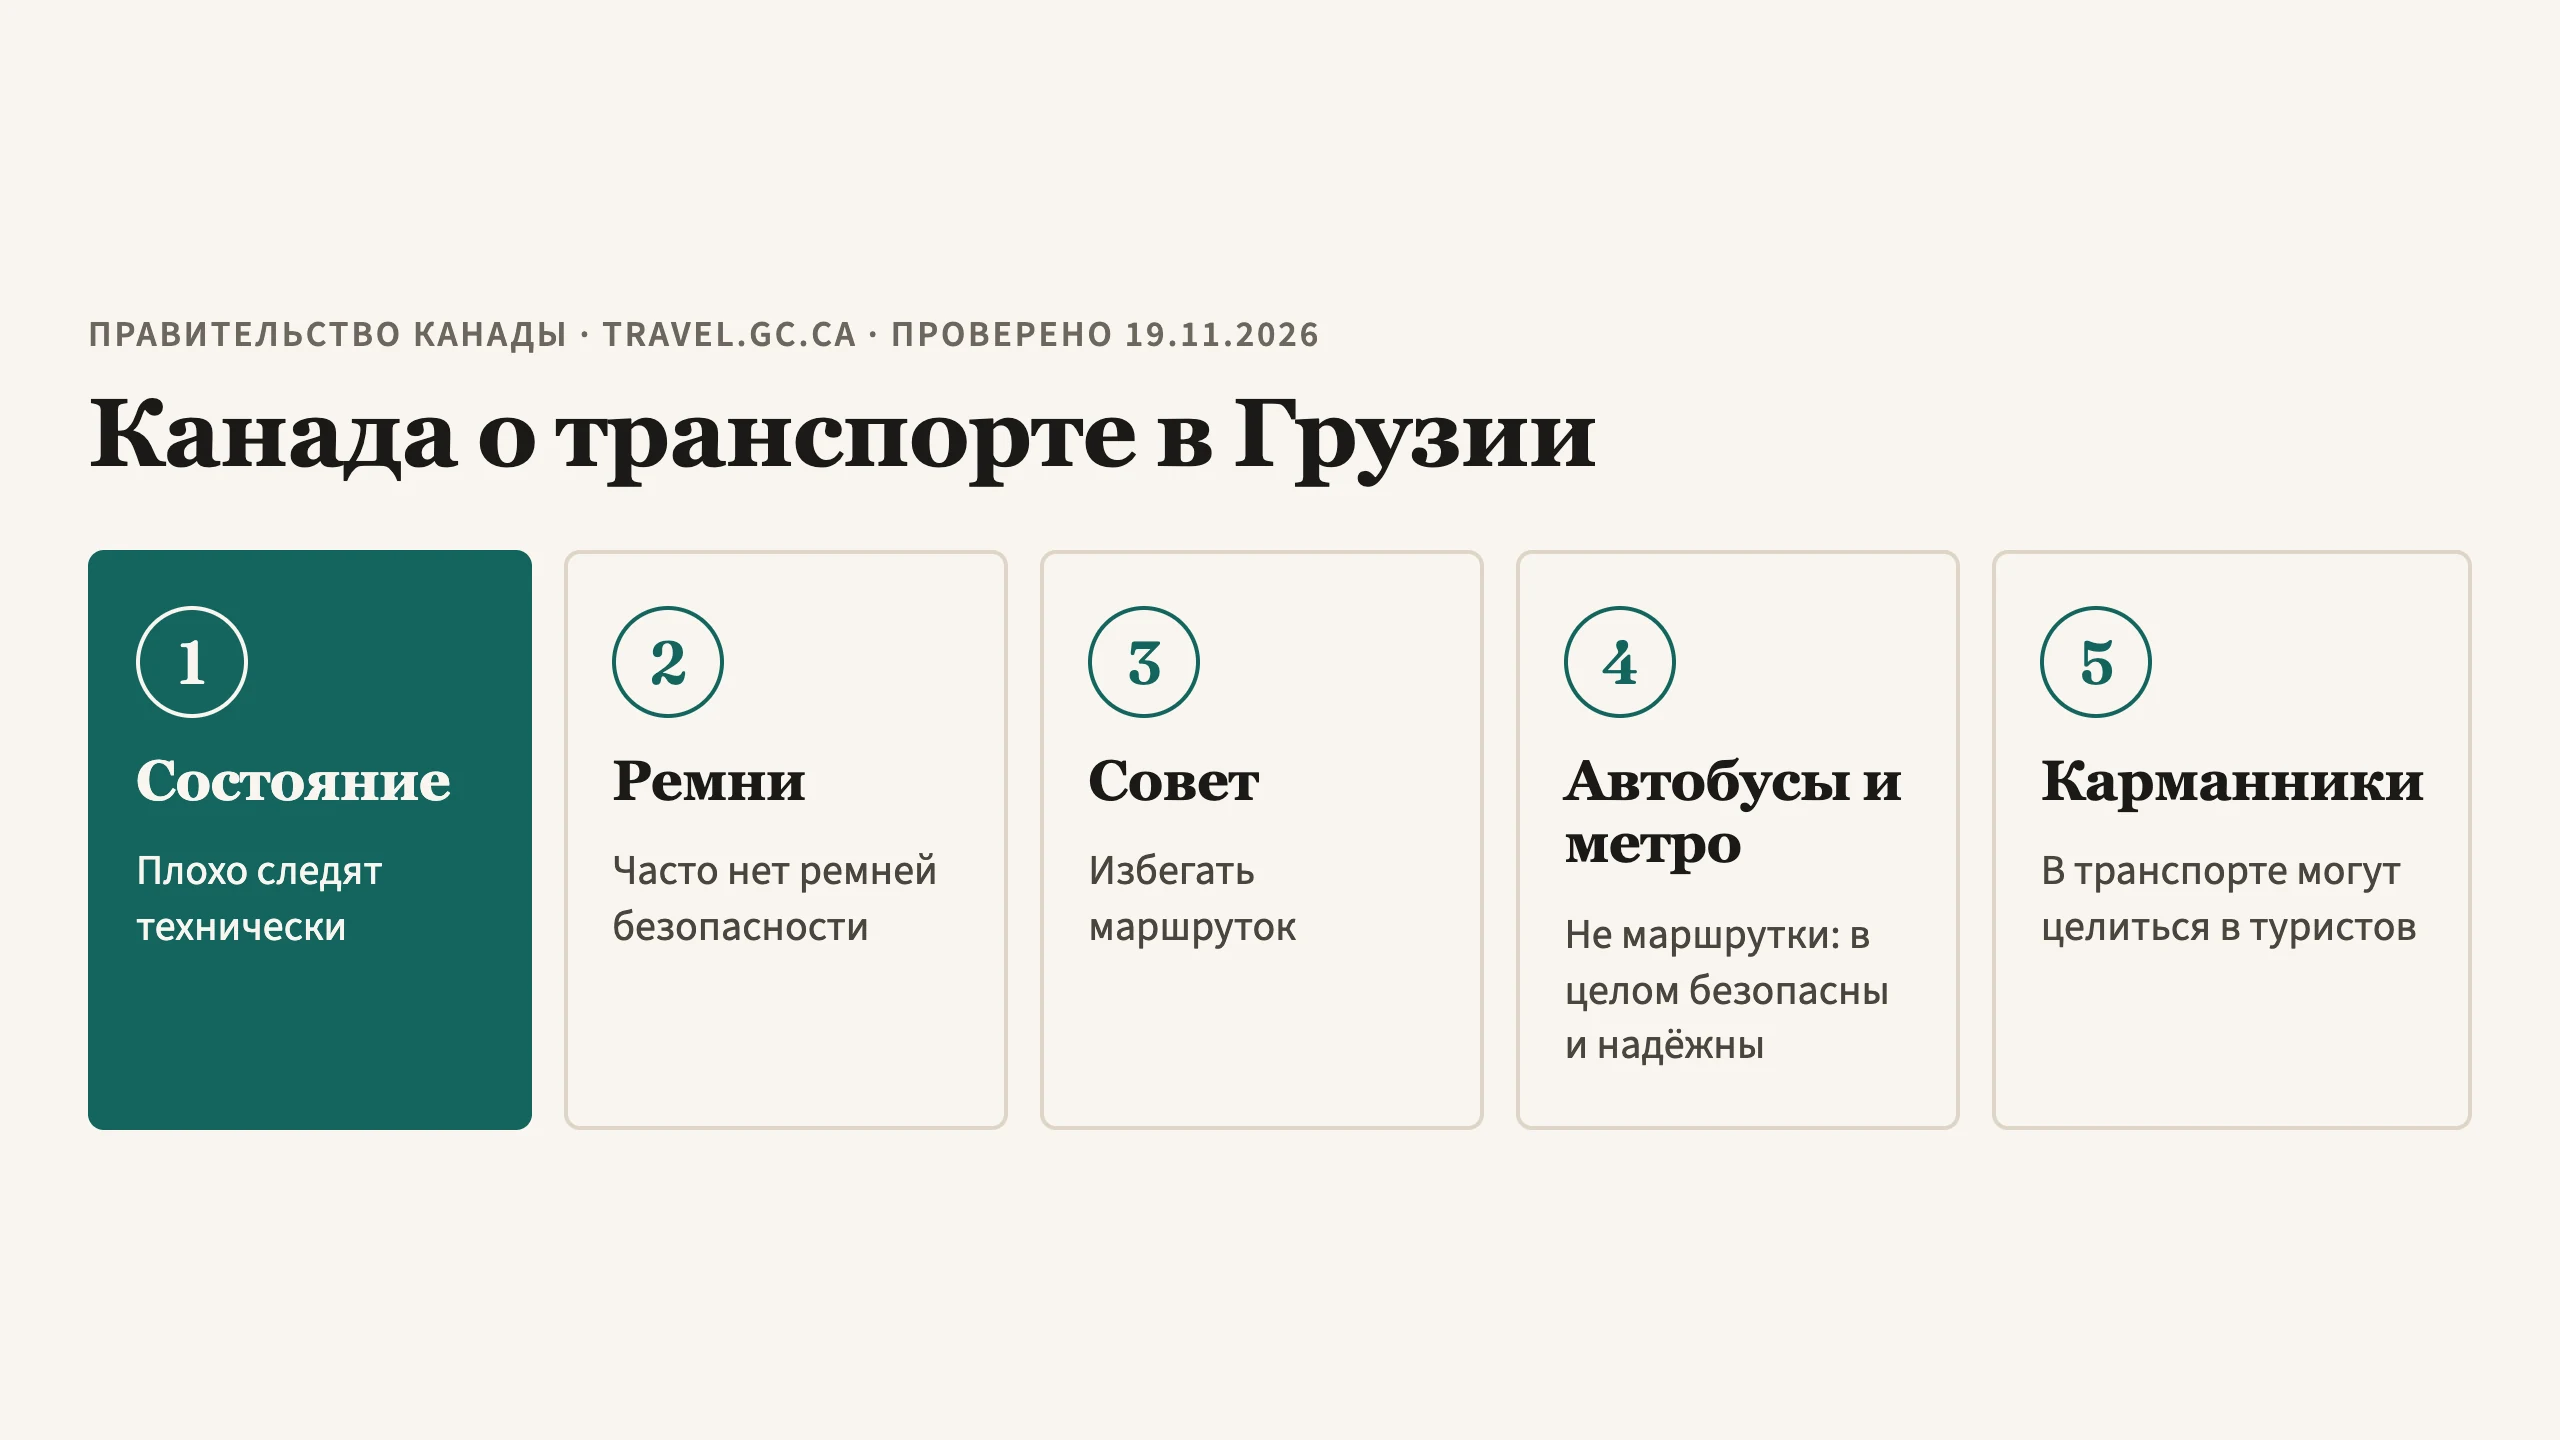 ПРАВИТЕЛЬСТВО КАНАДЫ · TRAVEL.GC.CA · ПРОВЕРЕНО 19.11.2026
Канада о транспорте в Грузии
1
Состояние
Плохо следят
технически
2
Ремни
Часто нет ремней
безопасности
3
Совет
Избегать
маршруток
4
Автобусы и
метро
Не маршрутки: в
целом безопасны
и надёжны
5
Карманники
В транспорте могут
целиться в туристов